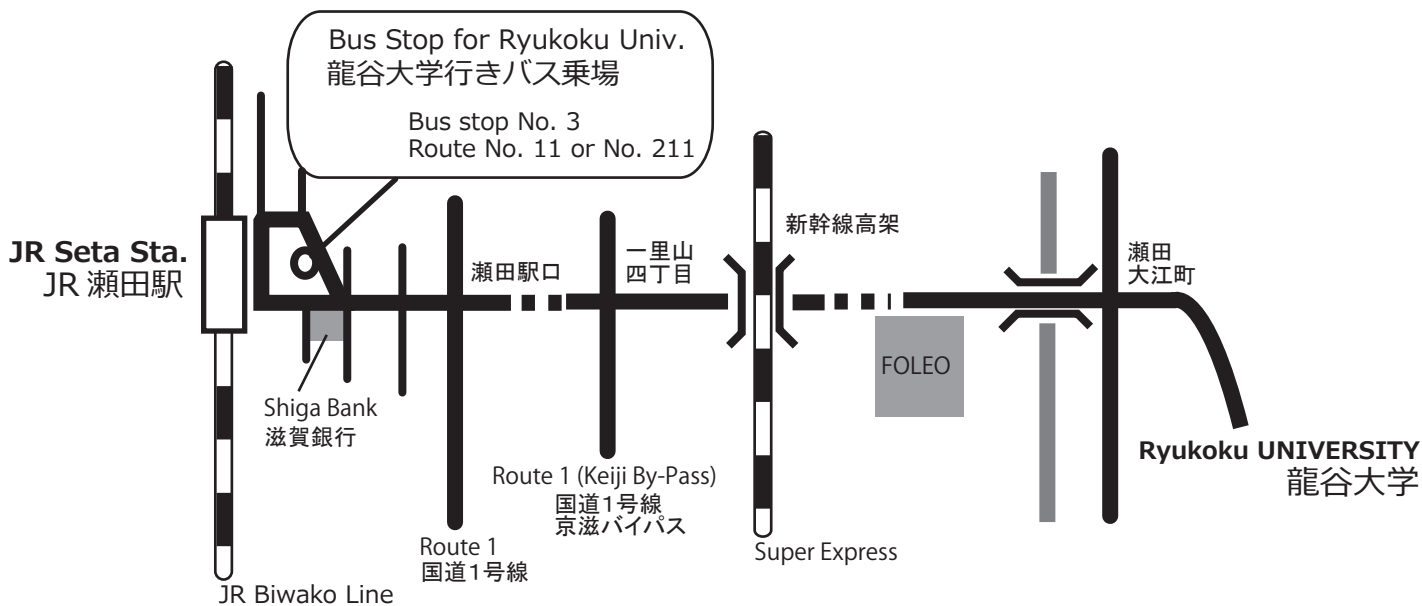 Bus Stop for Ryukoku Univ.
龍谷大学行きバス乗場
Bus stop No. 3
Route No. 11 or No. 211
JR Seta Sta.
JR 瀬田駅
瀬田駅口
一里山
四丁目
新幹線高架
瀬田
大江町
FOLEO
Shiga Bank
滋賀銀行
Ryukoku UNIVERSITY
龍谷大学
Route 1 (Keiji By-Pass)
国道1号線
京滋バイパス
Route 1
国道1号線
Super Express
JR Biwako Line